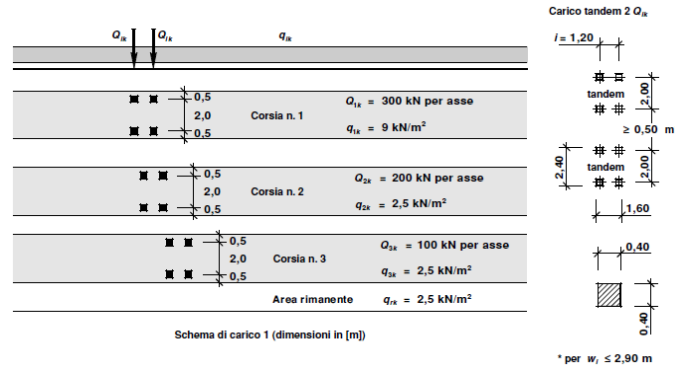 Carico tandem 2 Qik
Qik Qik qik
i = 1,20
0,5
2,0
0,5
Corsia n. 1
Q1k = 300 kN per asse
q1k = 9 kN/m²
tandem
2,00
≥ 0,50 m
0,5
2,0
0,5
Corsia n. 2
Q2k = 200 kN per asse
q2k = 2,5 kN/m²
2,40
tandem
2,00
1,60
0,5
2,0
0,5
Corsia n. 3
Q3k = 100 kN per asse
q3k = 2,5 kN/m²
0,40
0,40
Area rimanente qrk = 2,5 kN/m²
Schema di carico 1 (dimensioni in [m])
* per wl ≤ 2,90 m